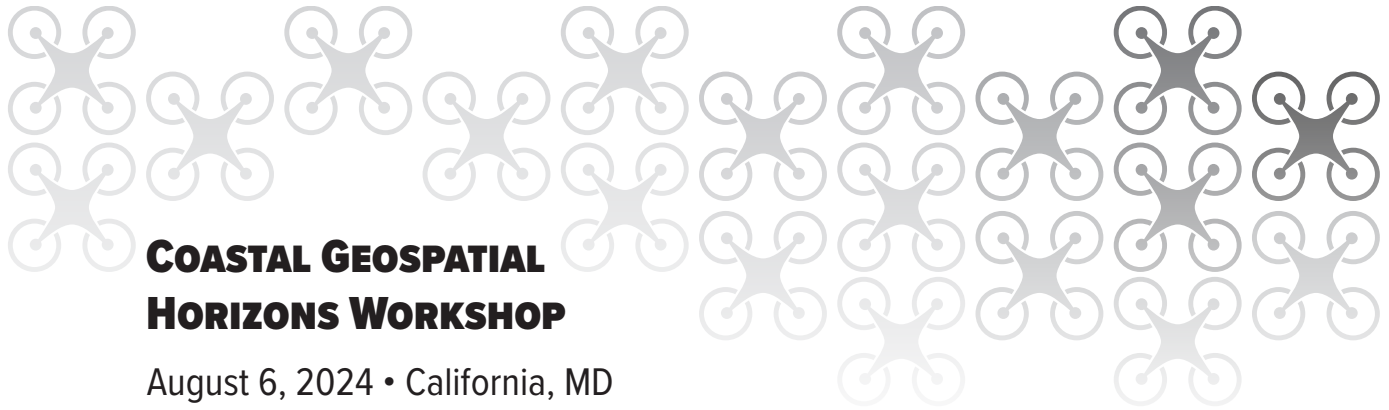 Coastal Geospatial
Horizons Workshop
August 6, 2024 • California, MD